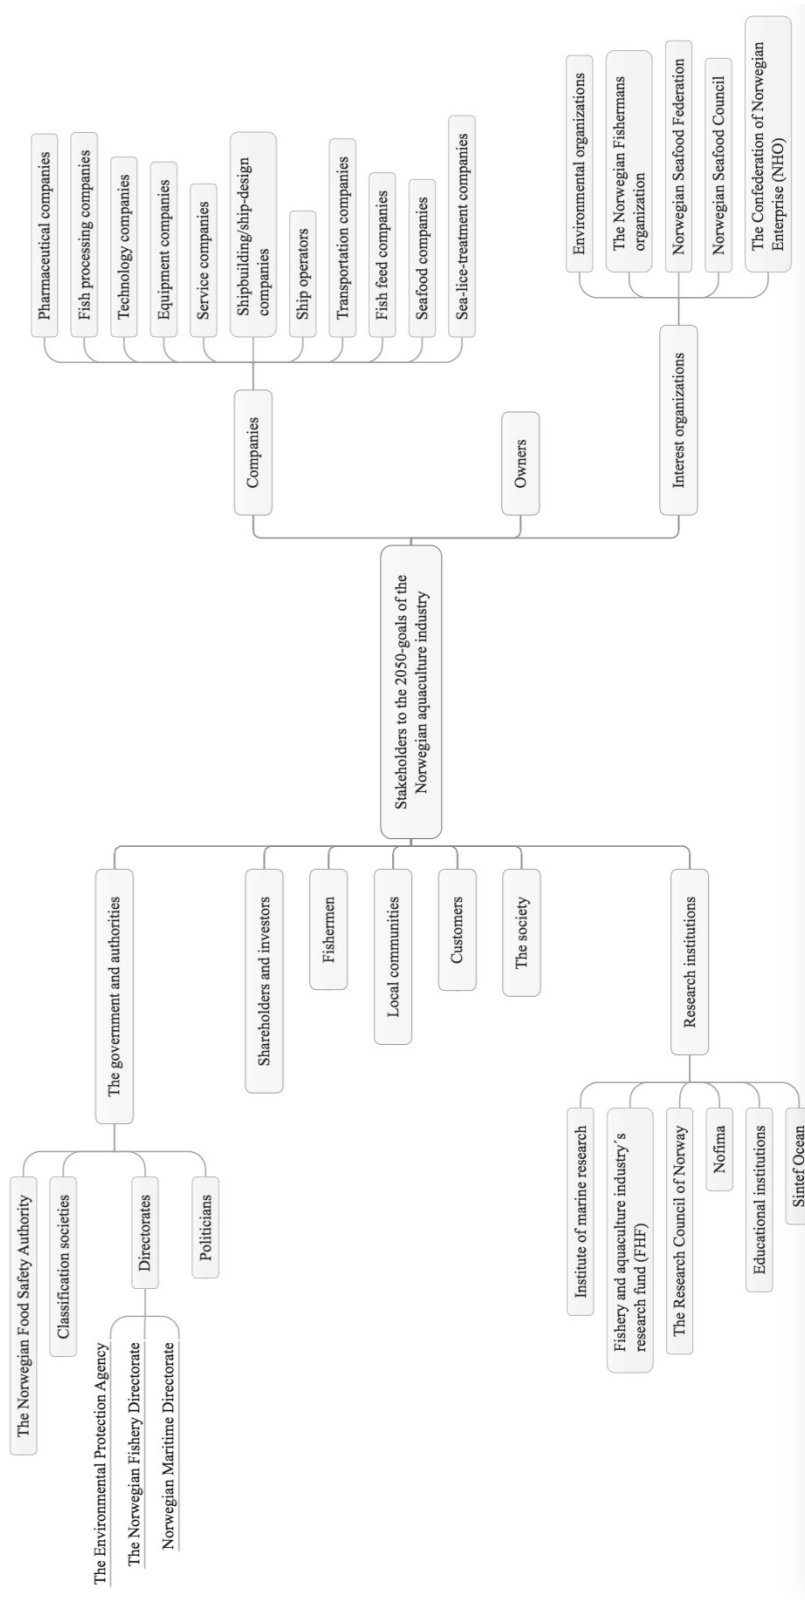 The Norwegian Food Safety Authority
Classification societies
Directorates
The Environmental Protection Agency
The Norwegian Fishery Directorate
Norwegian Maritime Directorate
Politicians
The government and authorities
Shareholders and investors
Fishermen
Local communities
Customers
The society
Research institutions
Institute of marine research
Fishery and aquaculture industry´s
research fund (FHF)
The Research Council of Norway
Nofima
Educational institutions
Sintef Ocean
Stakeholders to the 2050-goals of the
Norwegian aquaculture industry
Companies
Pharmaceutical companies
Fish processing companies
Technology companies
Equipment companies
Service companies
Shipbuilding/ship-design
companies
Ship operators
Transportation companies
Fish feed companies
Seafood companies
Sea-lice-treatment companies
Owners
Interest organizations
Environmental organizations
The Norwegian Fishermans
organization
Norwegian Seafood Federation
Norwegian Seafood Council
The Confederation of Norwegian
Enterprise (NHO)